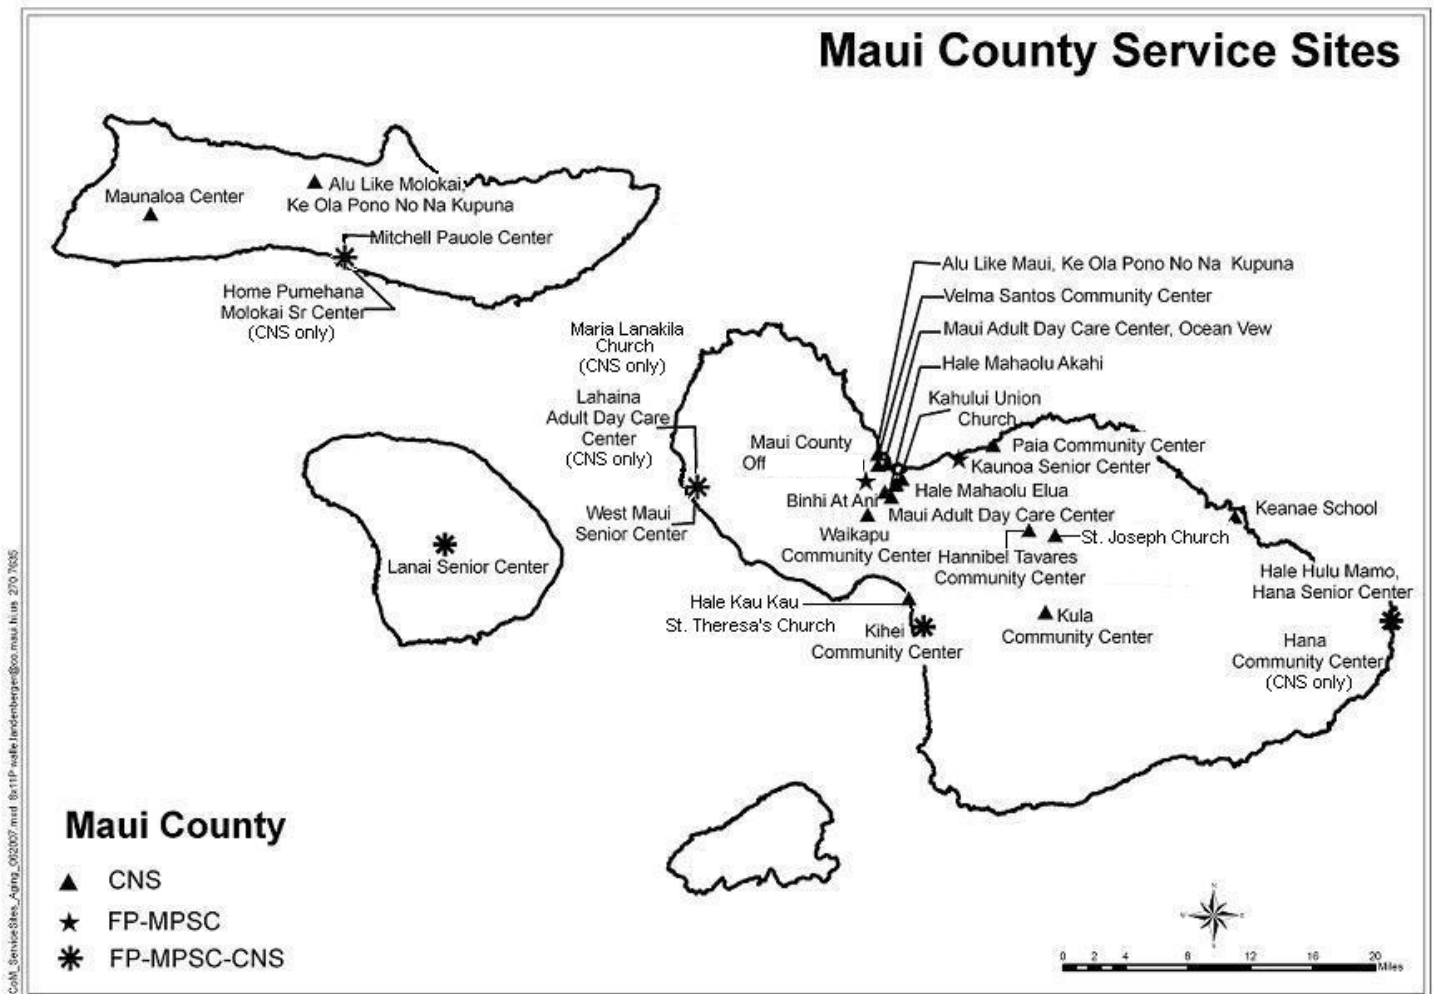 Maui County Service Sites
Maunaloa Center
Alu Like Molokai,
Ke Ola Pono No Na Kupuna
Mitchell Pauole Center
Home Pumehana
Molokai Sr Center
(CNS only)
Maria Lanakila
Church
(CNS only)
Lahaina
Adult Day Care
Center
(CNS only)
West Maui
Senior Center
Lanai Senior Center
Alu Like Maui, Ke Ola Pono No Na Kupuna
Velma Santos Community Center
Maui Adult Day Care Center, Ocean Vew
Hale Mahaolu Akahi
Kahului Union
Church
Maui County
Off
Paia Community Center
Kaunoa Senior Center
Binhi At Ani
Hale Mahaolu Elua
Maui Adult Day Care Center
Waikapu
Community Center
Hannibel Tavares
Community Center
St. Joseph Church
Keanae School
Hale Hulu Mamo,
Hana Senior Center
Hana
Community Center
(CNS only)
Hale Kau Kau
St. Theresa's Church
Kihei
Community Center
Kula
Community Center
Maui County
CNS
FP-MPSC
FP-MPSC-CNS
N
E
S
W
0 2 4 8 12 16 20
Miles